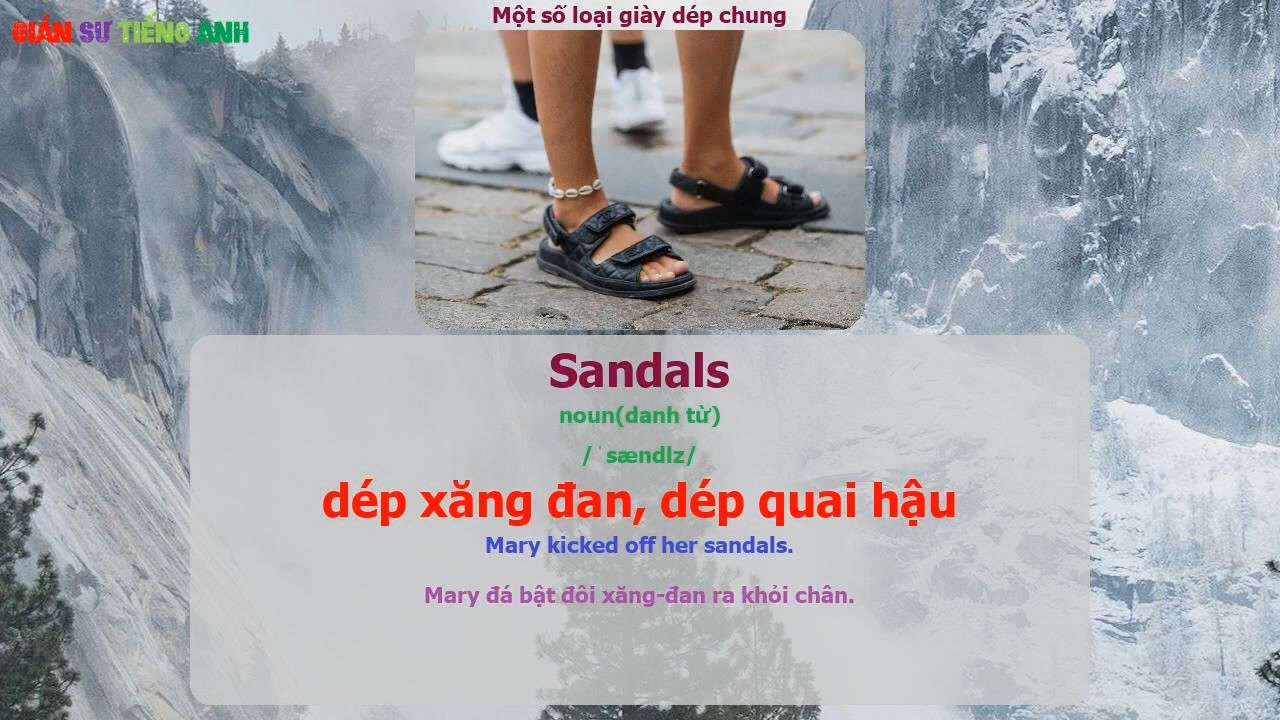 Một số loại giày dép chung
GIÁN SƯ TIẾNG ANH
Sandals
noun(danh từ)
/ˈsændlz/
dép xăng đan, dép quai hậu
Mary kicked off her sandals.
Mary đá bật đôi xăng-đan ra khỏi chân.